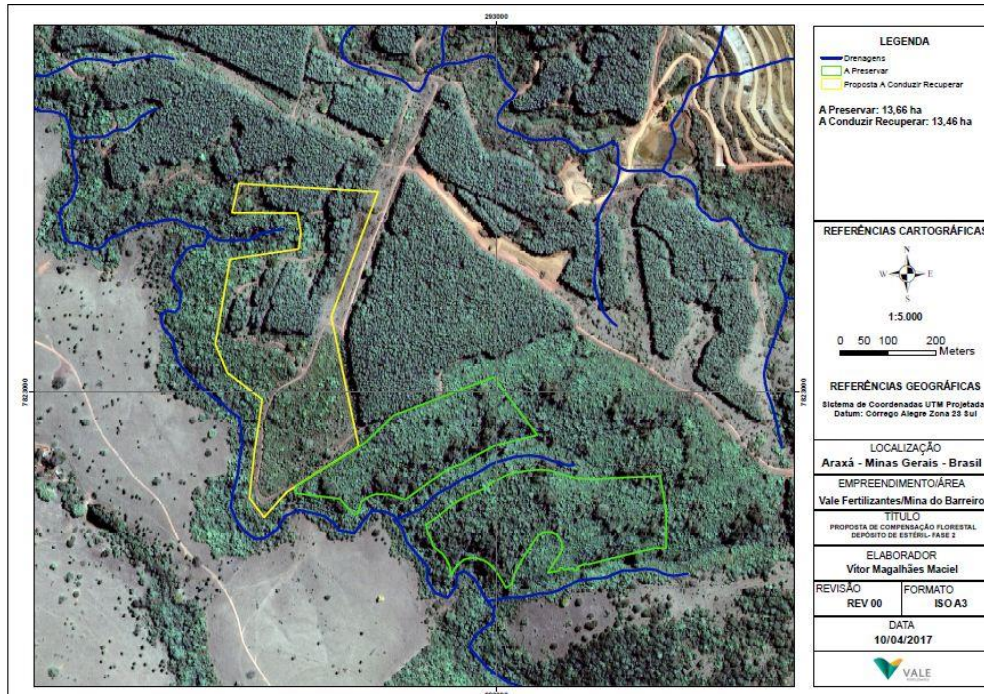 293000
7823000
7823000
LEGENDA
Drenagens
A Preservar
Proposta A Conduzir Recuperar
A Preservar: 13,66 ha
A Conduzir Recuperar: 13,46 ha
REFERÊNCIAS CARTOGRÁFICAS
N
W E
S
1:5.000
0 50 100 200
Meters
REFERÊNCIAS GEOGRÁFICAS
Sistema de Coordenadas UTM Projetada
Datum: Córrego Alegre Zona 23 Sul
LOCALIZAÇÃO
Araxá - Minas Gerais - Brasil
EMPREENDIMENTO/ÁREA
Vale Fertilizantes/Mina do Barreiro
TÍTULO
PROPOSTA DE COMPENSAÇÃO FLORESTAL
DEPÓSITO DE ESTÉRIL- FASE 2
ELABORADOR
Vitor Magalhães Maciel
REVISÃO
REV 00
FORMATO
ISO A3
DATA
10/04/2017
VALE